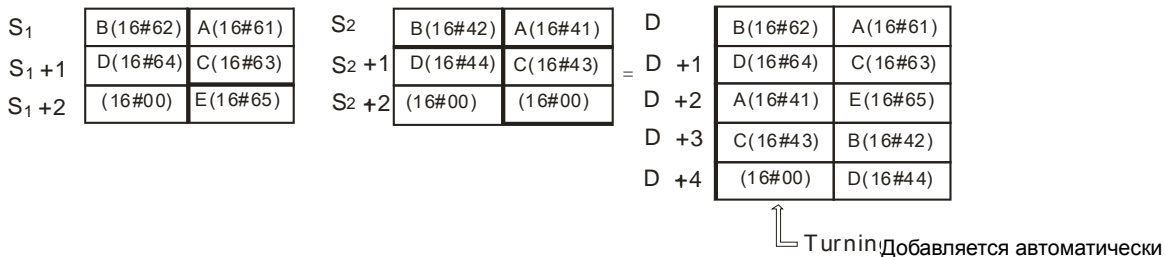 S1 B(16#62) A(16#61) S2 B(16#42) A(16#41) D B(16#62) A(16#61)
S1 +1 D(16#64) C(16#63) S2 +1 D(16#44) C(16#43) = D +1 D(16#64) C(16#63)
S1 +2 (16#00) E(16#65) S2 +2 (16#00) (16#00) D +2 A(16#41) E(16#65)
D +3 C(16#43) B(16#42)
D +4 (16#00) D(16#44)
Turnin Добавляется автоматически